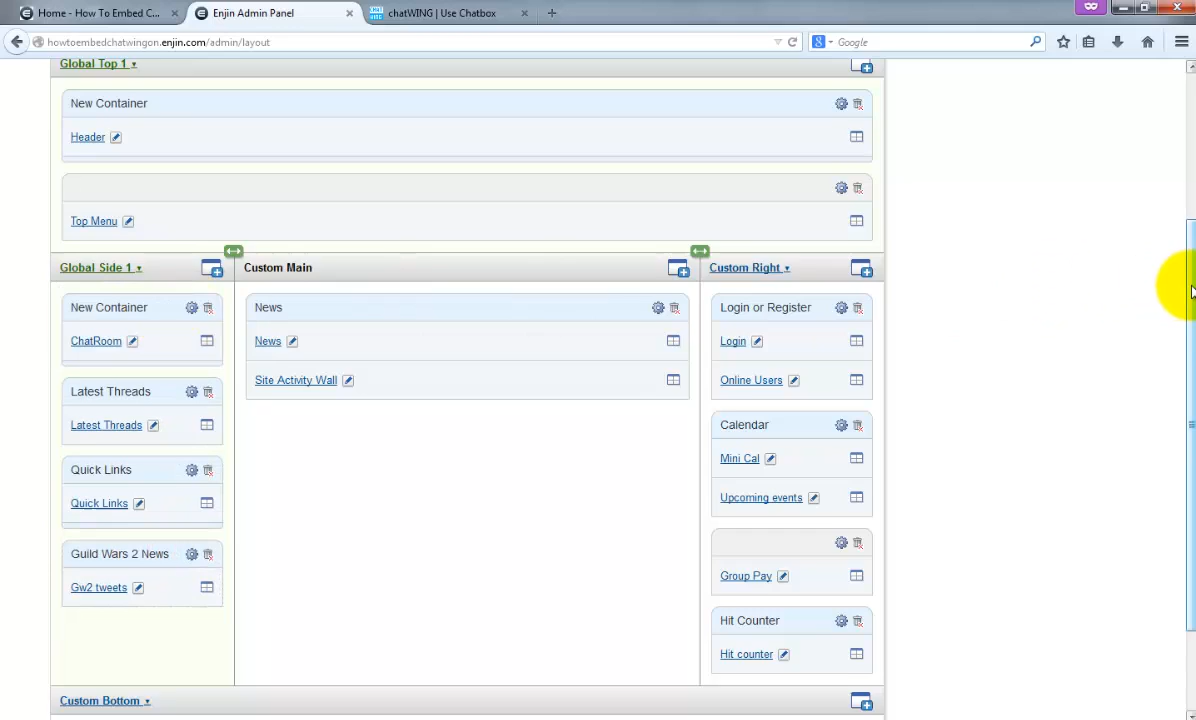 Home - How To Embed C...
Enjin Admin Panel
chatWING | Use Chatbox
howtoembedchatwingon.enjin.com/admin/layout
Google
Global Top 1
New Container
Header
Top Menu
Global Side 1
Custom Main
Custom Right
New Container
ChatRoom
Latest Threads
Latest Threads
Quick Links
Quick Links
Guild Wars 2 News
Gw2 tweets
News
News
Site Activity Wall
Login or Register
Login
Online Users
Calendar
Mini Cal
Upcoming events
Group Pay
Hit Counter
Hit counter
Custom Bottom